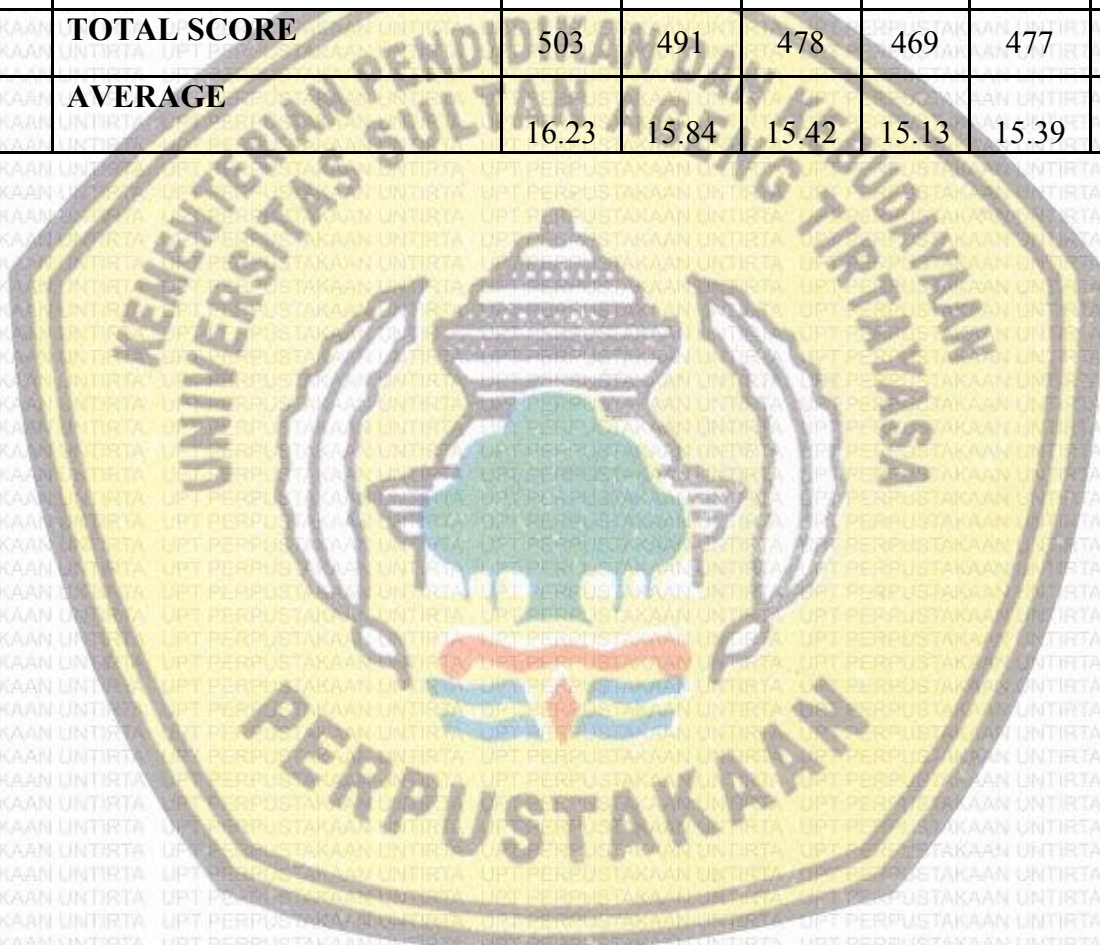 TOTAL SCORE 503 491 478 469 477
AVERAGE 16.23 15.84 15.42 15.13 15.39
KEMENTERIAN PENDIDIKAN DAN KEBUDAYAAN
UNIVERSITAS SULTAN AGENG TIRTAYASA
PERPUSTAKAAN
UPT PERPUSTAKAAN UNTIRTA